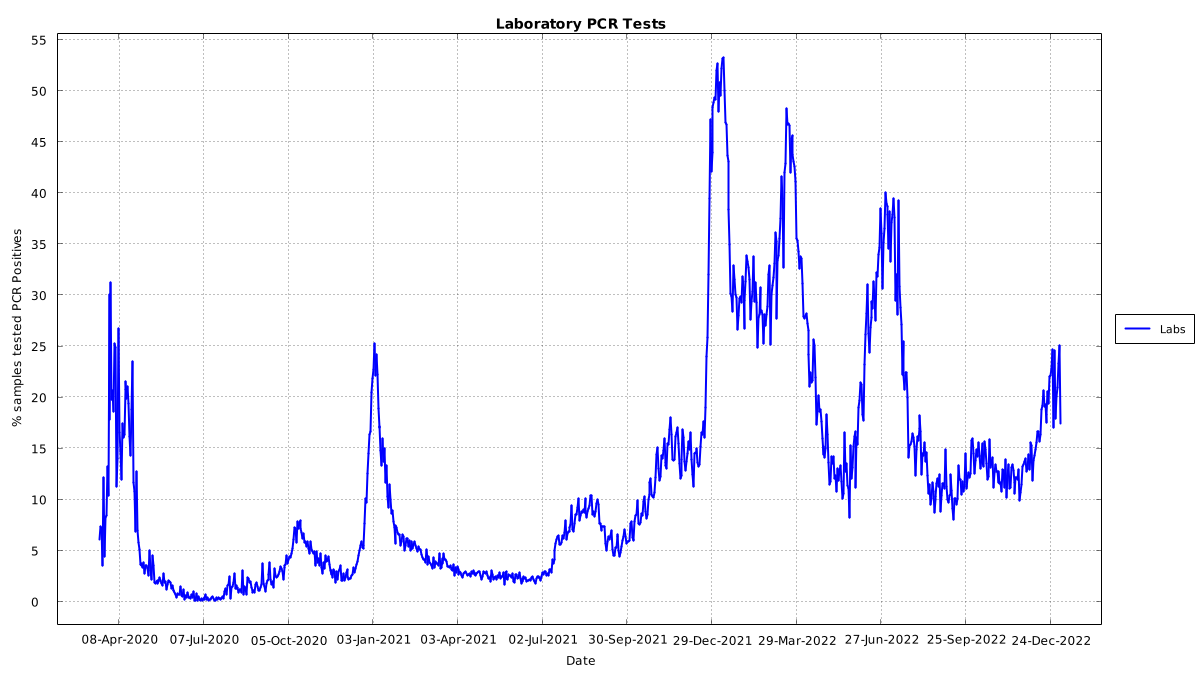 Laboratory PCR Tests
% samples tested PCR Positives
55
50
45
40
35
30
25
20
15
10
5
0
08-Apr-2020 07-Jul-2020 05-Oct-2020 03-Jan-2021 03-Apr-2021 02-Jul-2021 30-Sep-2021 29-Dec-2021 29-Mar-2022 27-Jun-2022 25-Sep-2022 24-Dec-2022
Date
Labs